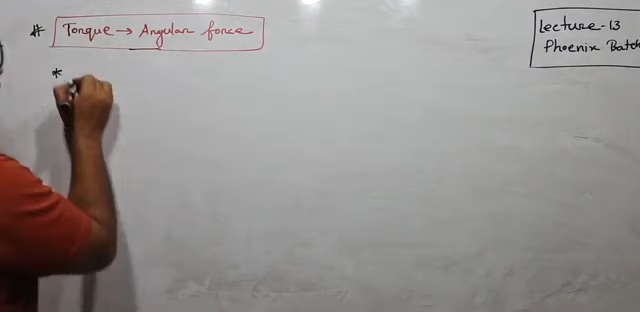 # Torque → Angular force
Lecture-13
Phoenix Batch
*